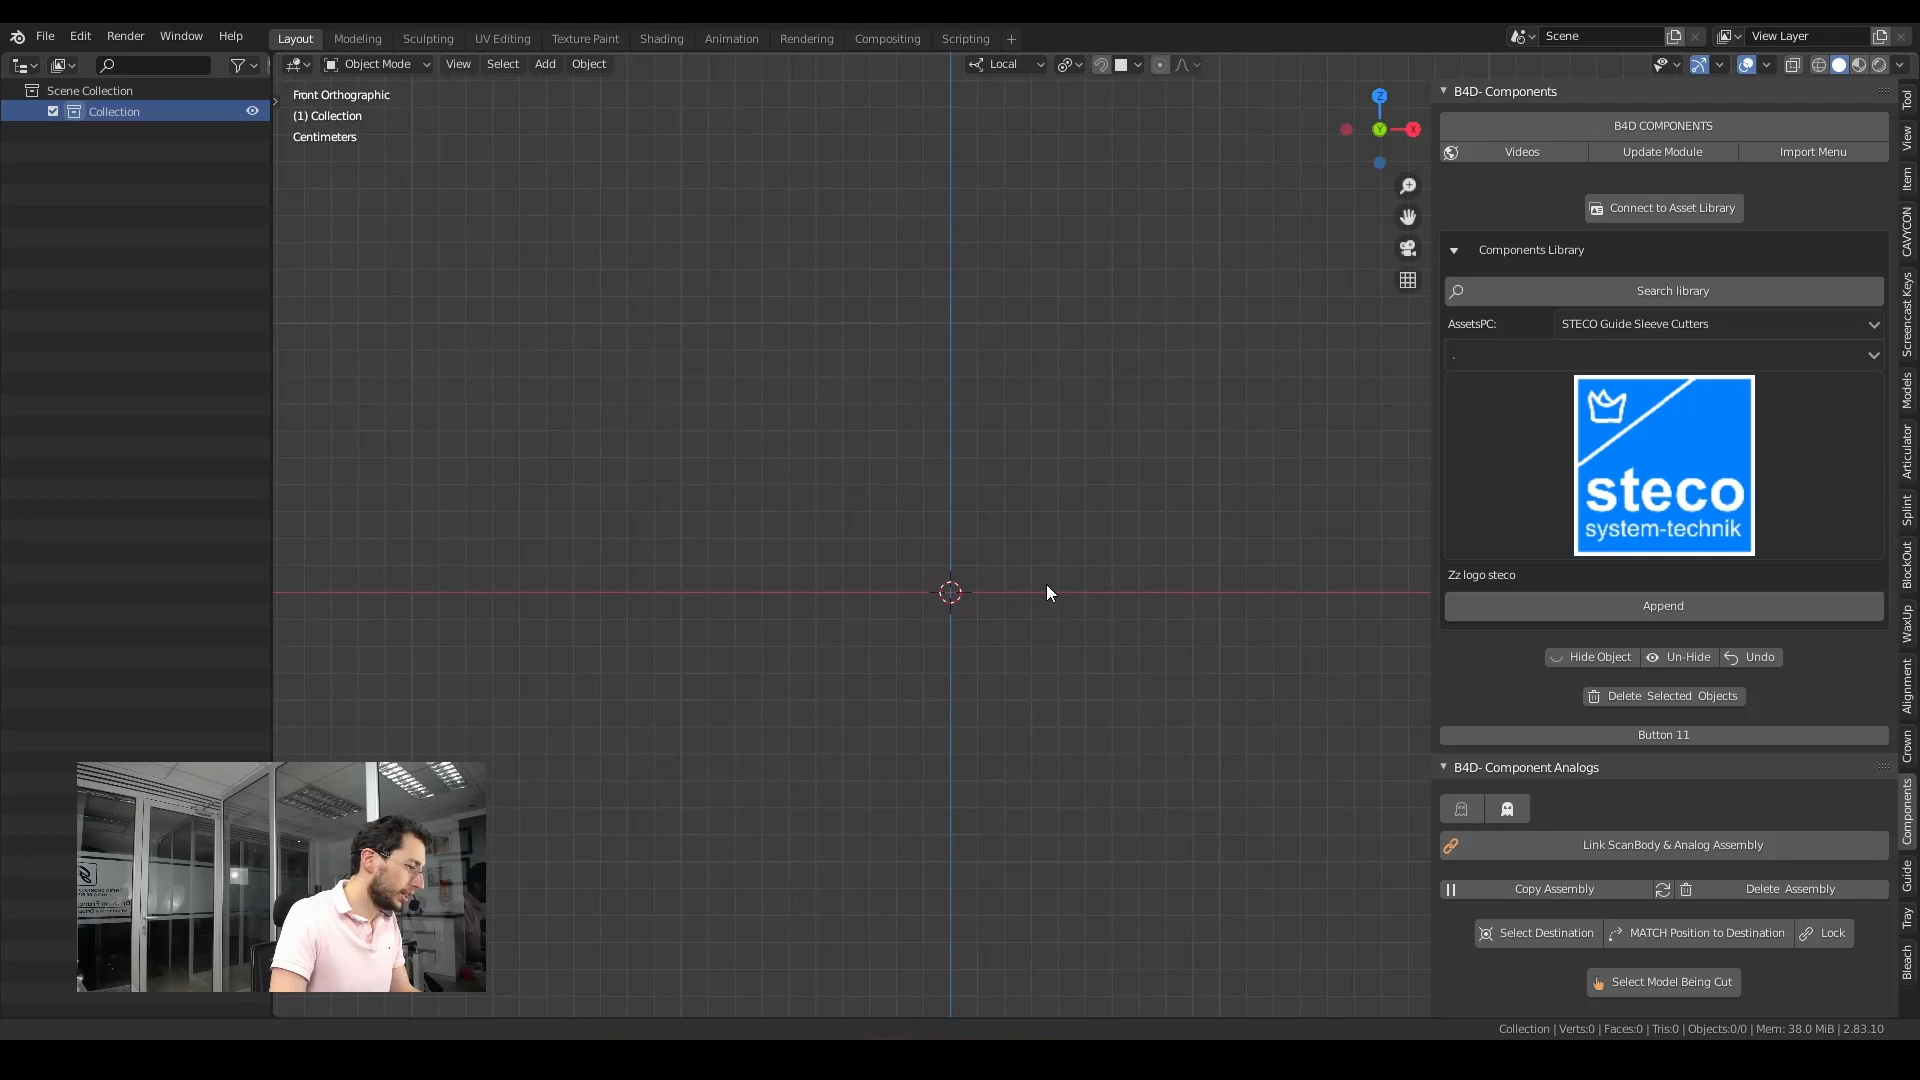 File Edit Render Window Help
Layout Modeling Sculpting UV Editing Texture Paint Shading Animation Rendering Compositing Scripting +
Scene
View Layer
Object Mode View Select Add Object
Local
Scene Collection
Collection
Front Orthographic
(1) Collection
Centimeters
Z
Y
X
B4D- Components
B4D COMPONENTS
Videos Update Module Import Menu
Connect to Asset Library
Components Library
Search library
AssetsPC: STECO Guide Sleeve Cutters
.
steco
system-technik
Zz logo steco
Append
Hide Object Un-Hide Undo
Delete Selected Objects
Button 11
B4D- Component Analogs
Link ScanBody & Analog Assembly
Copy Assembly Delete Assembly
Select Destination MATCH Position to Destination Lock
Select Model Being Cut
Tool
View
Item
CAVYCON
Screencast Keys
Models
Articulator
Splint
BlockOut
WaxUp
Alignment
Crown
Components
Guide
Tray
Bleach
Collection | Verts:0 | Faces:0 | Tris:0 | Objects:0/0 | Mem: 38.0 MiB | 2.83.10